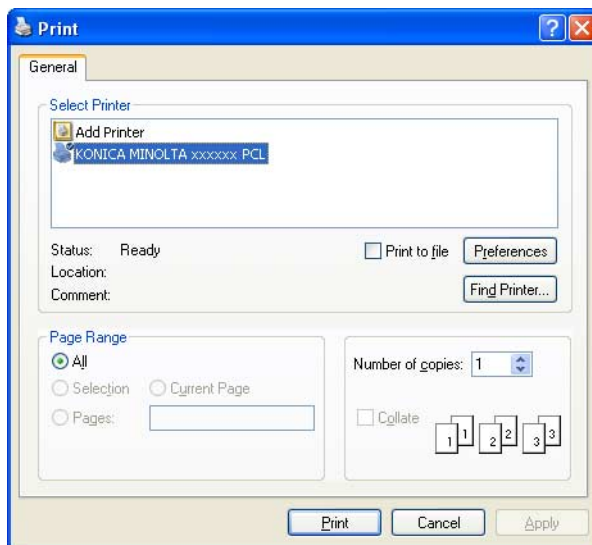 Print
General
Select Printer
Add Printer
KONICA MINOLTA xxxxxx PCL
Status: Ready
Location:
Comment:
Print to file
Preferences
Find Printer...
Page Range
All
Selection
Current Page
Pages:
Number of copies: 1
Collate
1 1 2 2 3 3
Print
Cancel
Apply